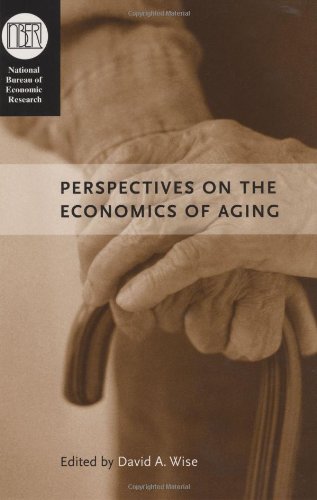 NBER
National
Bureau of
Economic
Research
PERSPECTIVES ON THE
ECONOMICS OF AGING
Edited by David A. Wise